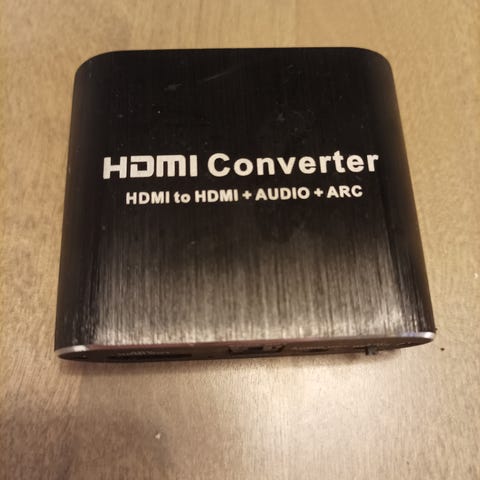 HDMI Converter
HDMI to HDMI + AUDIO + ARC